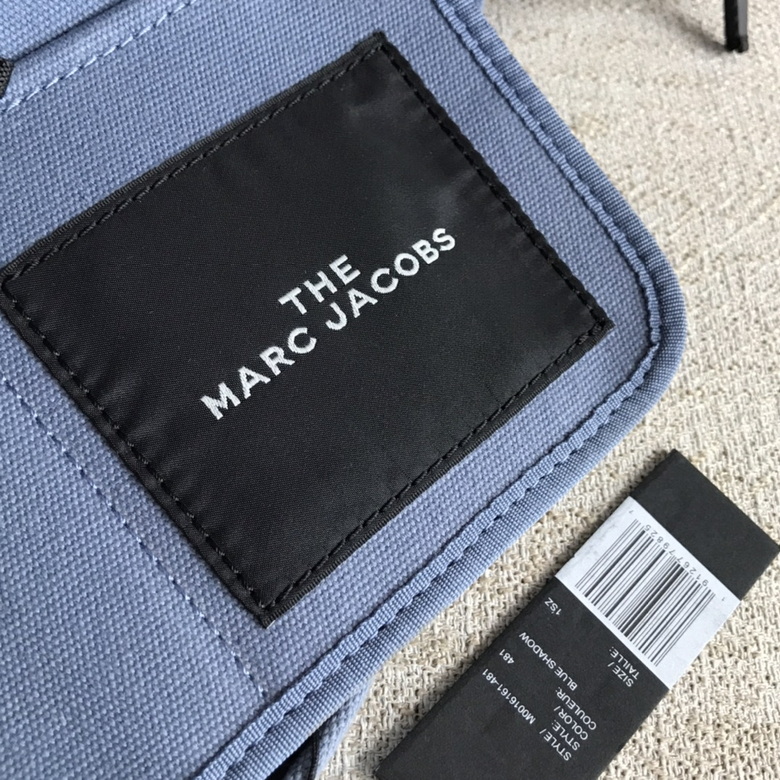 THE
MARC JACOBS
STYLE/
STYLE: M0016161-481
COLOR/ 481
COULEUR: BLUE SHADOW
SIZE/ 1SZ
TAILLE: